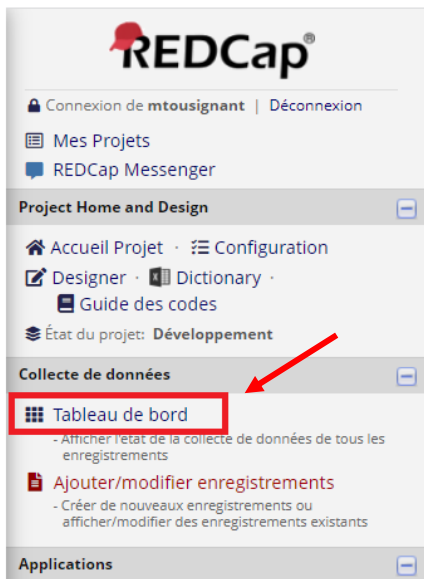 REDCap®
Connexion de mtousignant | Déconnexion
Mes Projets
REDCap Messenger
Project Home and Design
Accueil Projet · Configuration
Designer · Dictionary ·
Guide des codes
État du projet: Développement
Collecte de données
Tableau de bord
- Afficher l'état de la collecte de données de tous les
enregistrements
Ajouter/modifier enregistrements
- Créer de nouveaux enregistrements ou
afficher/modifier des enregistrements existants
Applications